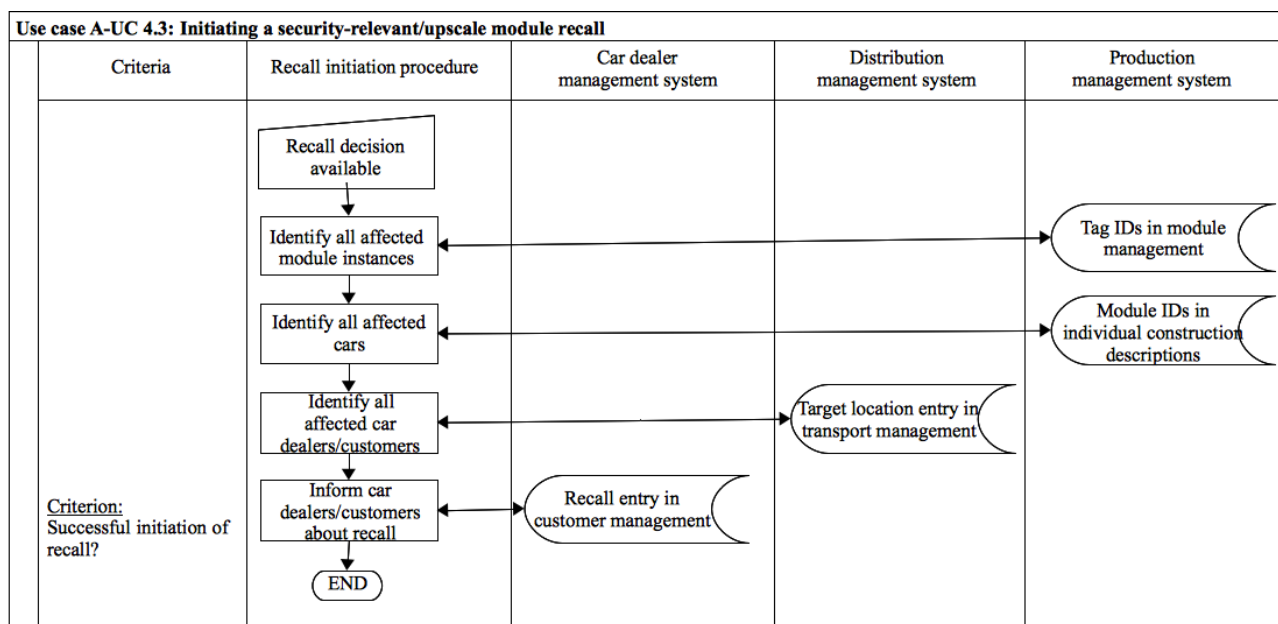 Use case A-UC 4.3: Initiating a security-relevant/upscale module recall
Criteria
Recall initiation procedure
Car dealer
management system
Distribution
management system
Production
management system
Recall decision
available
Identify all affected
module instances
Tag IDs in module
management
Identify all affected
cars
Module IDs in
individual construction
descriptions
Identify all
affected car
dealers/customers
Target location entry in
transport management
Criterion:
Successful initiation of
recall?
Inform car
dealers/customers
about recall
Recall entry in
customer management
END